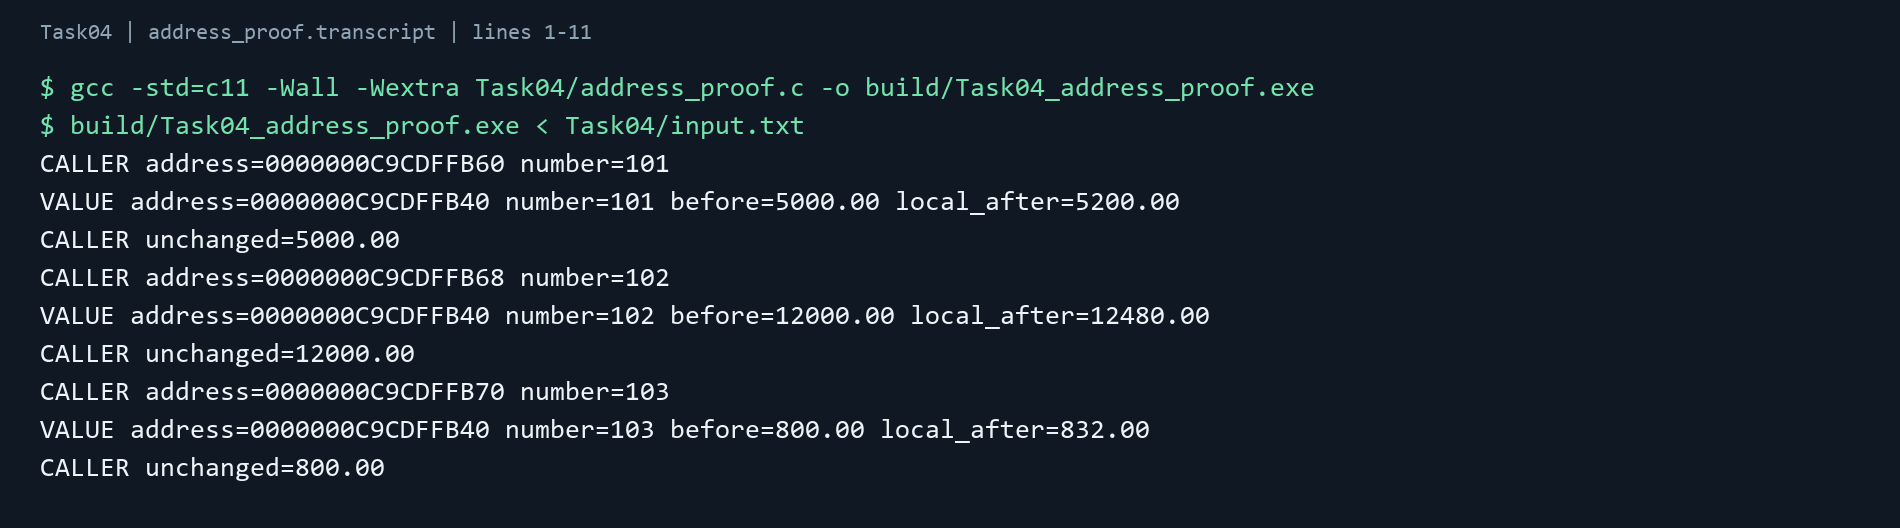 Task04 | address_proof.transcript | lines 1-11
$ gcc -std=c11 -Wall -Wextra Task04/address_proof.c -o build/Task04_address_proof.exe
$ build/Task04_address_proof.exe < Task04/input.txt
CALLER address=0000000C9CDFFB60 number=101
VALUE address=0000000C9CDFFB40 number=101 before=5000.00 local_after=5200.00
CALLER unchanged=5000.00
CALLER address=0000000C9CDFFB68 number=102
VALUE address=0000000C9CDFFB40 number=102 before=12000.00 local_after=12480.00
CALLER unchanged=12000.00
CALLER address=0000000C9CDFFB70 number=103
VALUE address=0000000C9CDFFB40 number=103 before=800.00 local_after=832.00
CALLER unchanged=800.00